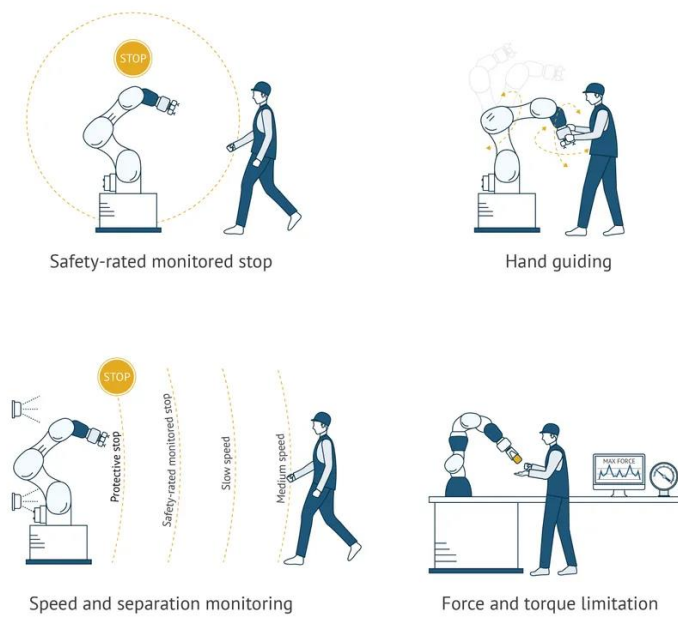 STOP
Safety-rated monitored stop
Hand guiding
STOP
Protective stop
Safety-rated monitored stop
Slow speed
Medium speed
MAX FORCE
Speed and separation monitoring
Force and torque limitation